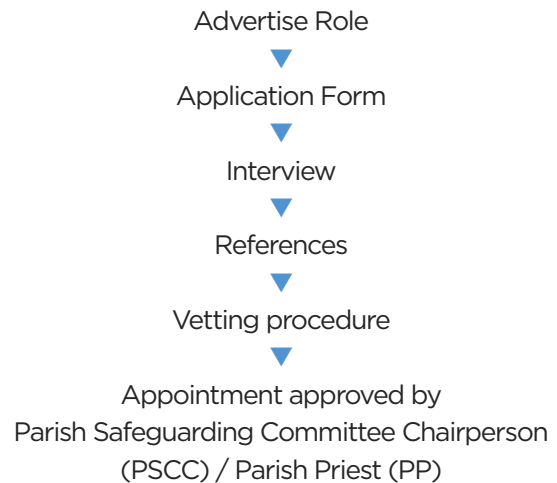 Advertise Role
Application Form
Interview
References
Vetting procedure
Appointment approved by
Parish Safeguarding Committee Chairperson
(PSCC) / Parish Priest (PP)